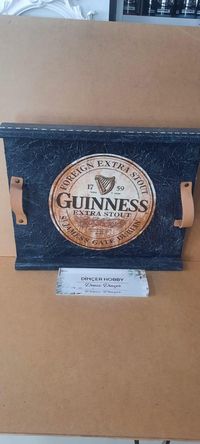 FOREIGN EXTRA STOUT
17 59
GUINNESS
EXTRA STOUT
ST. JAMES'S GATE DUBLIN
DİNÇER HOBBY